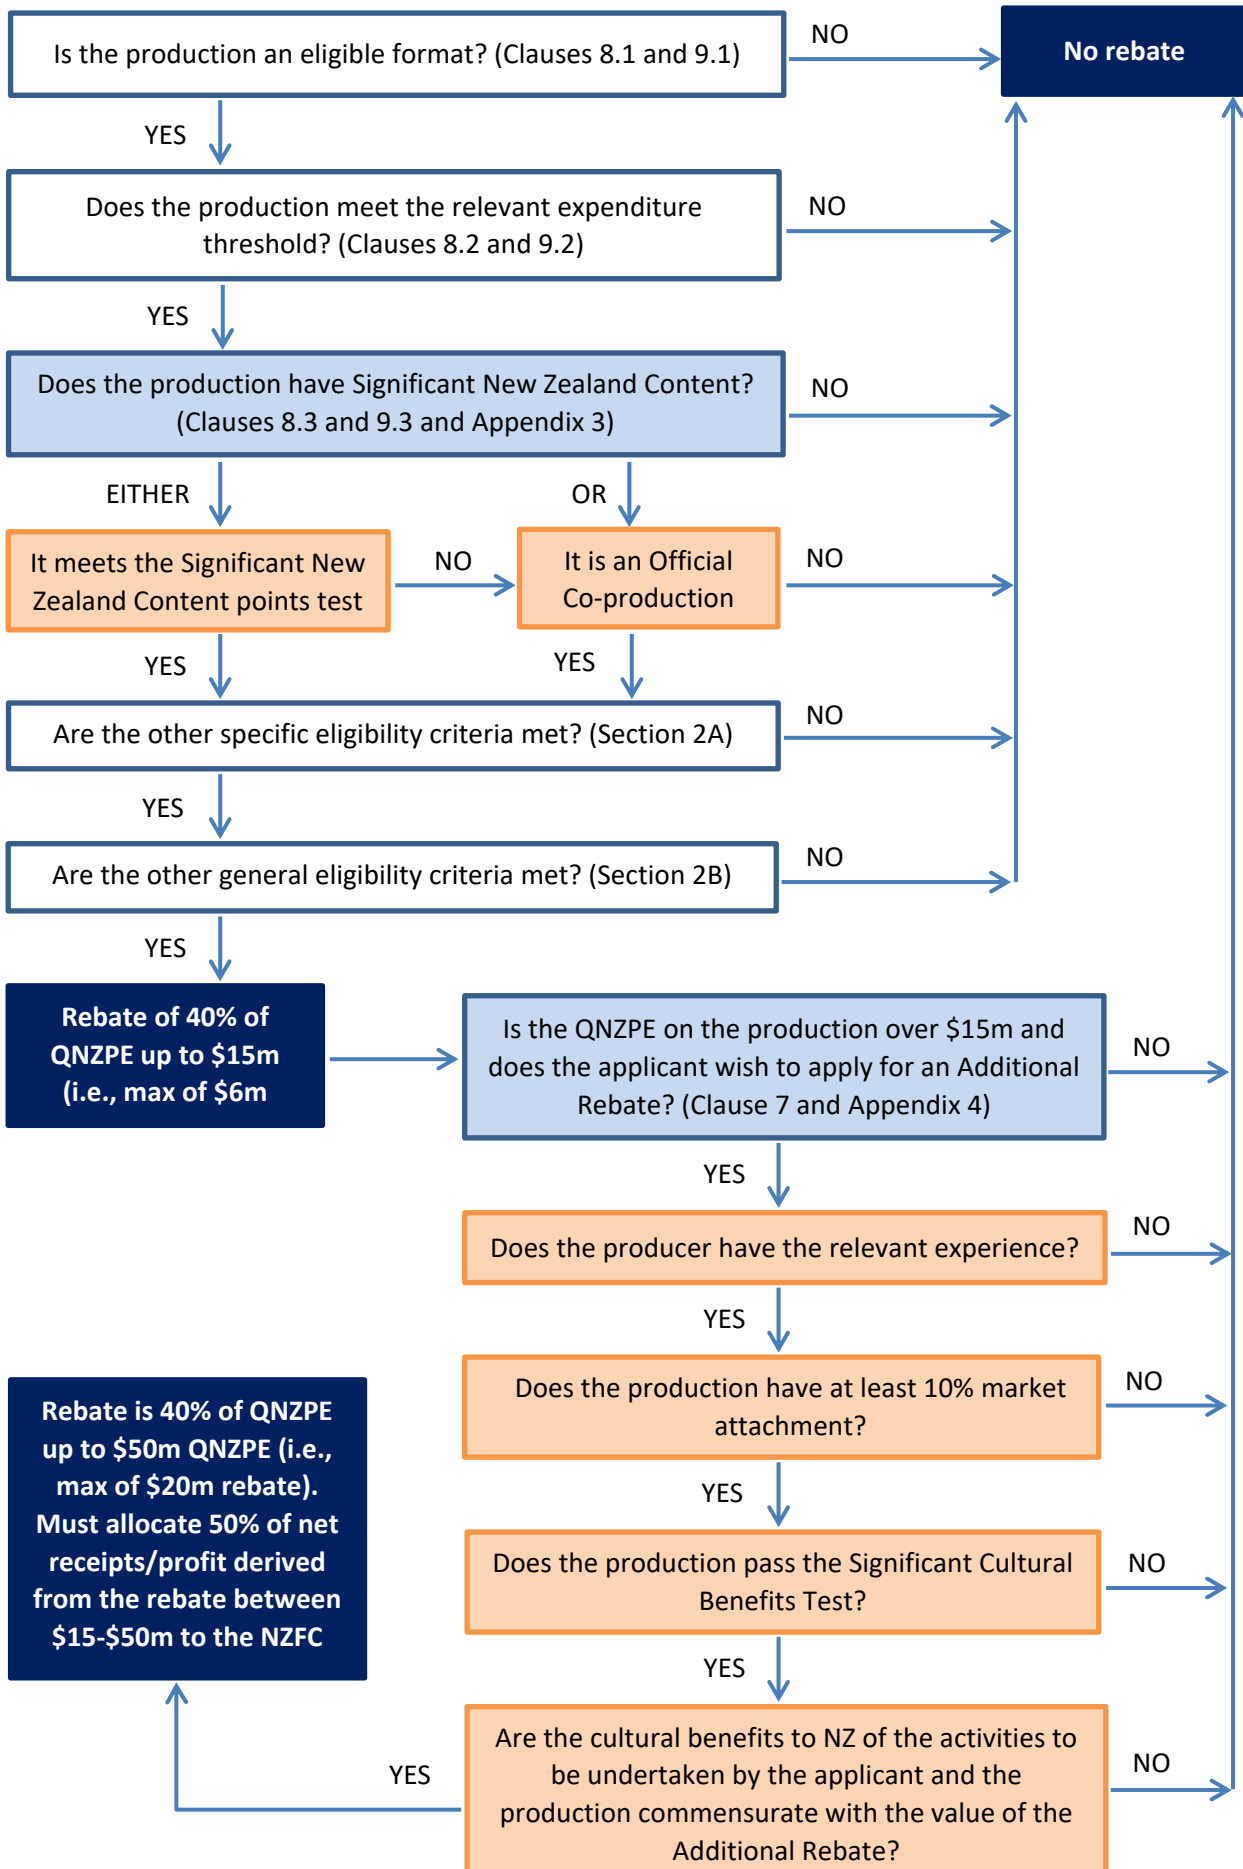 Is the production an eligible format? (Clauses 8.1 and 9.1)
NO
No rebate
YES
Does the production meet the relevant expenditure
threshold? (Clauses 8.2 and 9.2)
NO
YES
Does the production have Significant New Zealand Content?
(Clauses 8.3 and 9.3 and Appendix 3)
NO
EITHER
OR
It meets the Significant New
Zealand Content points test
NO
It is an Official
Co-production
NO
YES
YES
Are the other specific eligibility criteria met? (Section 2A)
NO
YES
Are the other general eligibility criteria met? (Section 2B)
NO
YES
Rebate of 40% of
QNZPE up to $15m
(i.e., max of $6m
Is the QNZPE on the production over $15m and
does the applicant wish to apply for an Additional
Rebate? (Clause 7 and Appendix 4)
NO
YES
Does the producer have the relevant experience?
NO
YES
Does the production have at least 10% market
attachment?
NO
YES
Does the production pass the Significant Cultural
Benefits Test?
NO
YES
Are the cultural benefits to NZ of the activities to
be undertaken by the applicant and the
production commensurate with the value of the
Additional Rebate?
NO
YES
Rebate is 40% of QNZPE
up to $50m QNZPE (i.e.,
max of $20m rebate).
Must allocate 50% of net
receipts/profit derived
from the rebate between
$15-$50m to the NZFC